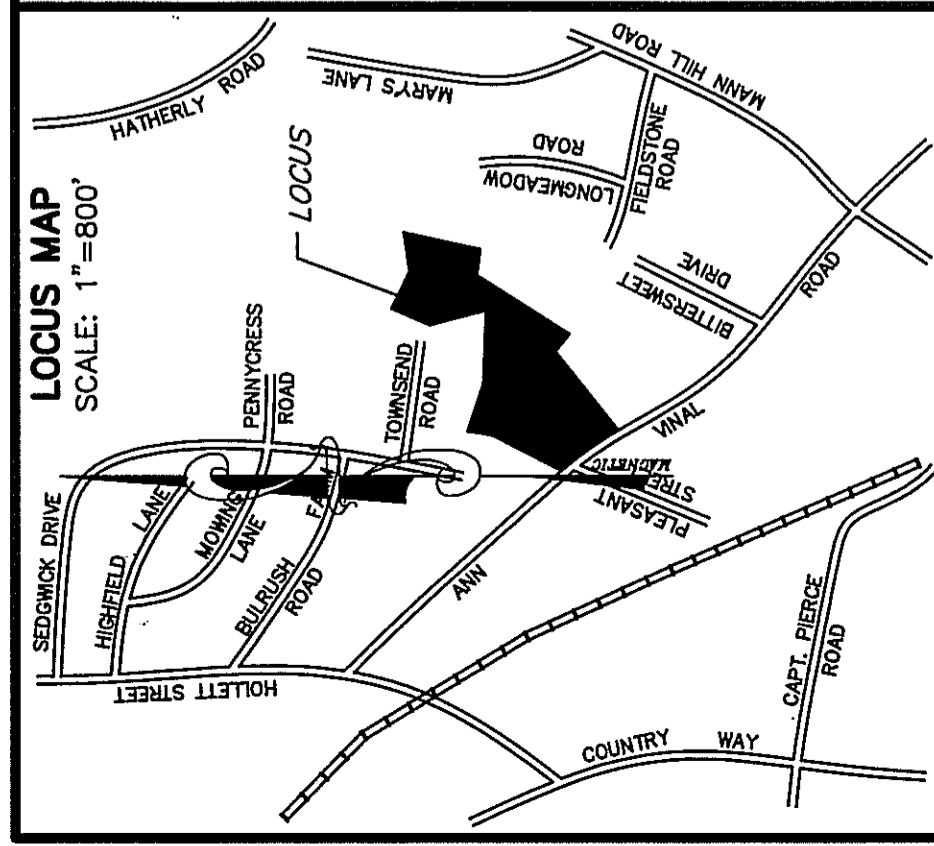 LOCUS MAP
SCALE: 1"=800'
HATHERLY ROAD
MARY'S LANE
MANN HILL ROAD
LOCUS
LONGMEADOW
ROAD
FIELDSTONE
ROAD
BITTERSWEET
DRIVE
PENNYCRESS
ROAD
TOWNSEND
ROAD
SEDGWICK DRIVE
HIGHFIELD
LANE
MOWING
LANE
FARM
BULRUSH
ROAD
HOLLETT STREET
ANN
VINAL
ROAD
MAGNETIC
PLEASANT
COUNTRY WAY
CAPT. PIERCE
ROAD